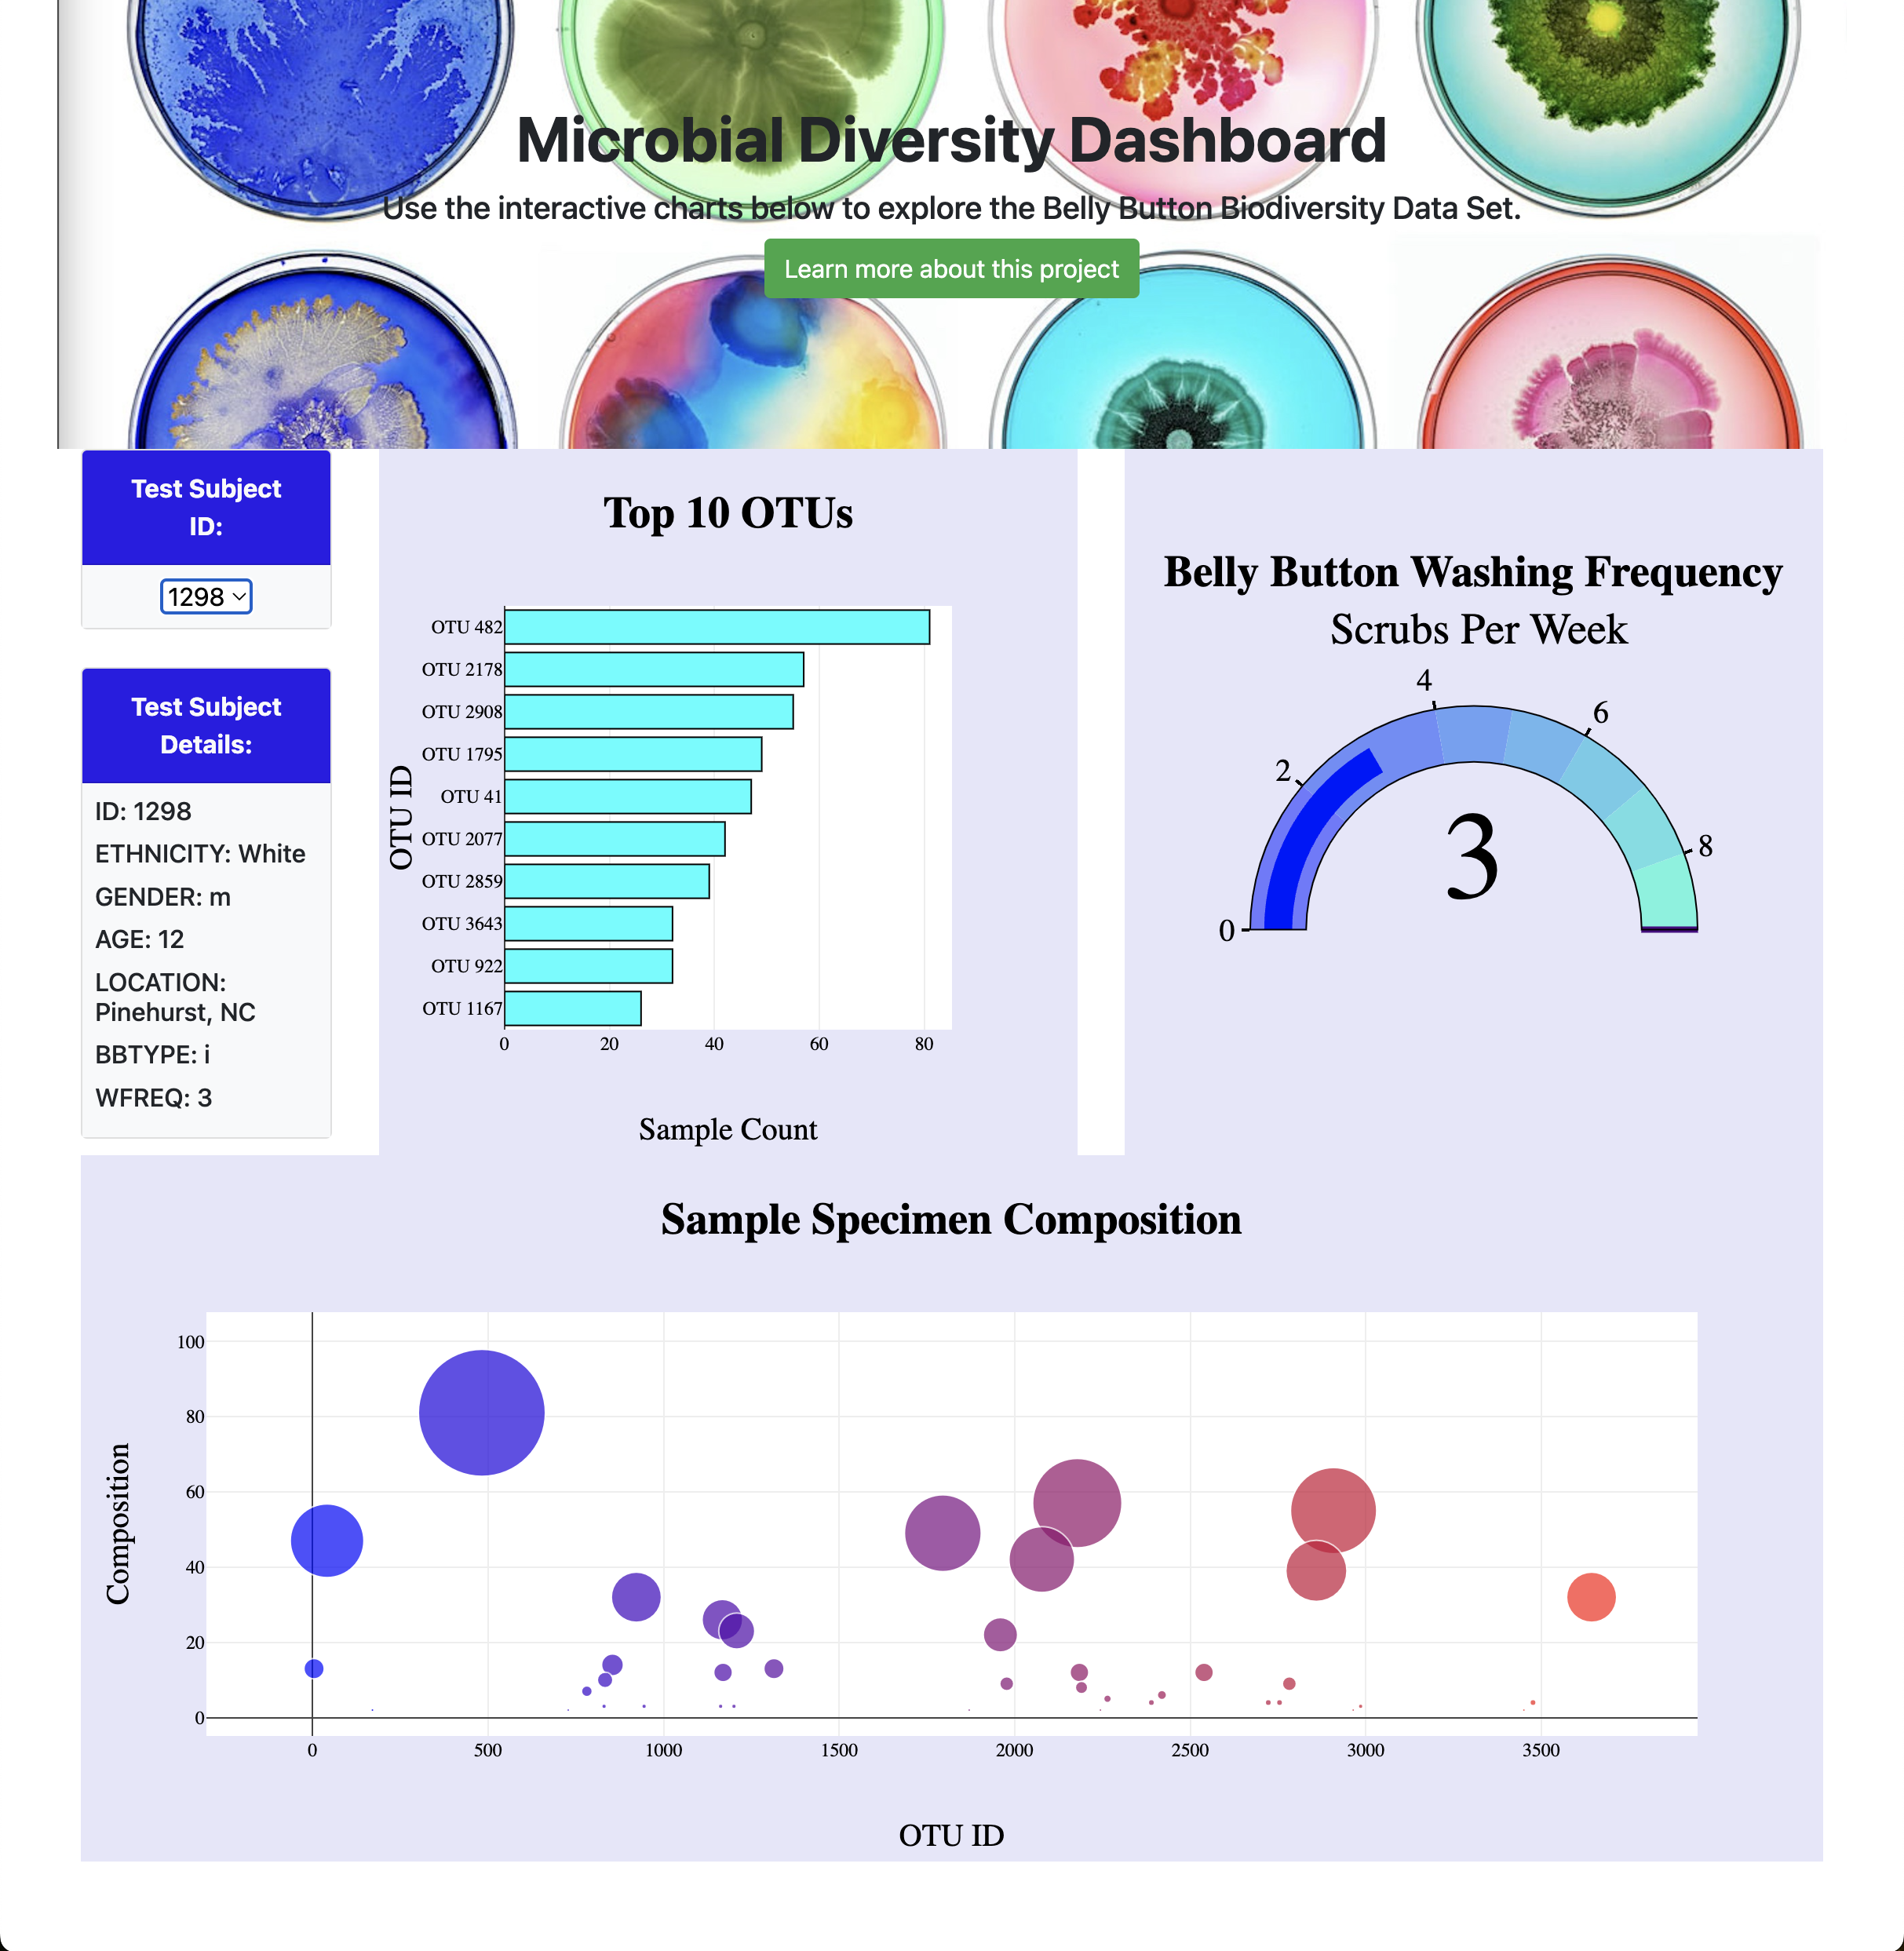 Microbial Diversity Dashboard
Use the interactive charts below to explore the Belly Button Biodiversity Data Set.
Learn more about this project
Test Subject
ID:
1298
Test Subject
Details:
ID: 1298
ETHNICITY: White
GENDER: m
AGE: 12
LOCATION:
Pinehurst, NC
BBTYPE: i
WFREQ: 3
Top 10 OTUs
OTU ID
OTU 482
OTU 2178
OTU 2908
OTU 1795
OTU 41
OTU 2077
OTU 2859
OTU 3643
OTU 922
OTU 1167
0 20 40 60 80
Sample Count
Belly Button Washing Frequency
Scrubs Per Week
0
2
4
6
8
3
Sample Specimen Composition
Composition
100
80
60
40
20
0
0 500 1000 1500 2000 2500 3000 3500
OTU ID